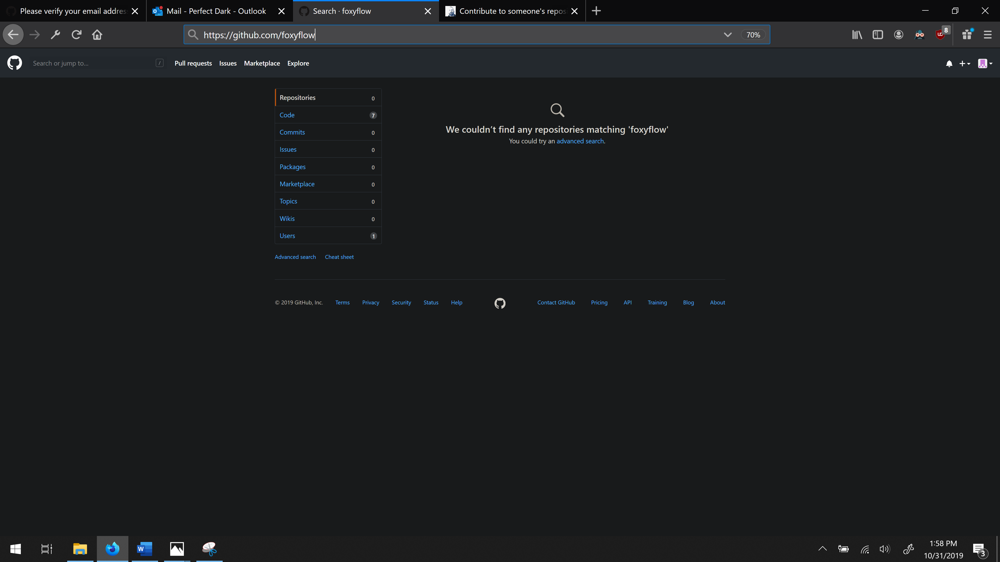 Please verify your email address
Mail - Perfect Dark - Outlook
Search · foxyflow
Contribute to someone's reposi
https://github.com/foxyflow
70%
8
Search or jump to...
/
Pull requests
Issues
Marketplace
Explore
Repositories 0
Code 7
Commits 0
Issues 0
Packages 0
Marketplace 0
Topics 0
Wikis 0
Users 1
Advanced search
Cheat sheet
We couldn’t find any repositories matching 'foxyflow'
You could try an advanced search.
© 2019 GitHub, Inc.
Terms
Privacy
Security
Status
Help
Contact GitHub
Pricing
API
Training
Blog
About
W
1:58 PM
10/31/2019
3